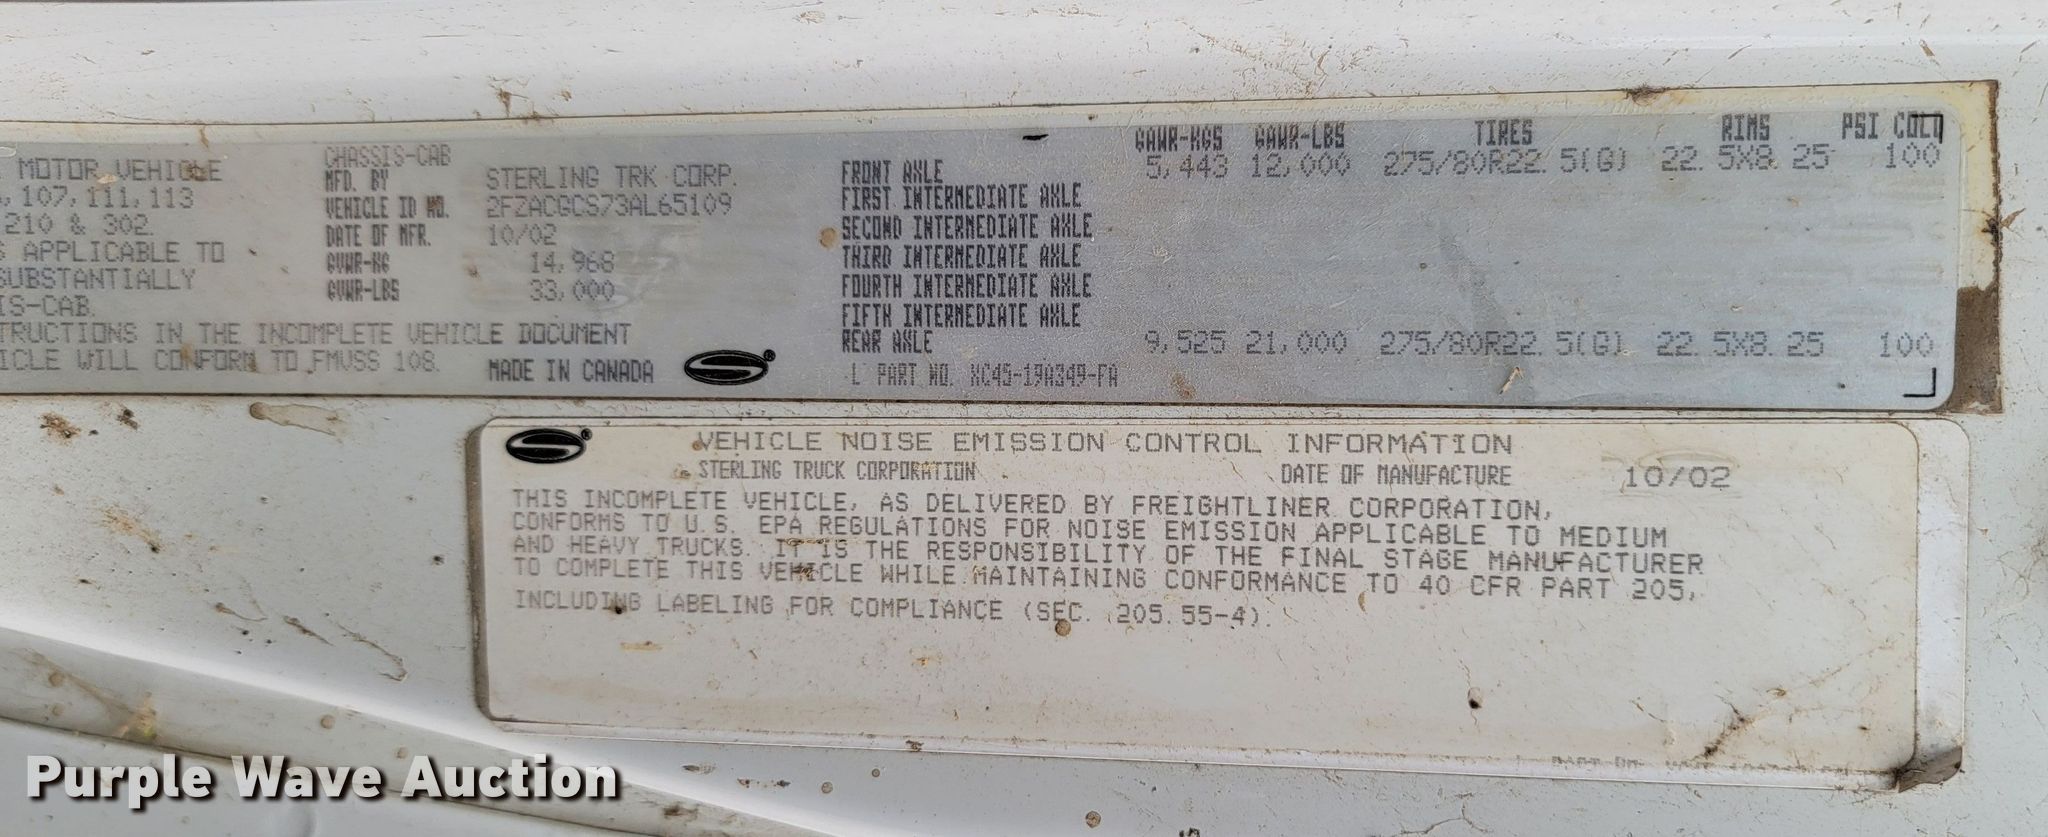 MOTOR VEHICLE
, 107, 111, 113
210 & 302.
S APPLICABLE TO
SUBSTANTIALLY
IS-CAB.
TRUCTIONS IN THE INCOMPLETE VEHICLE DOCUMENT
ICLE WILL CONFORM TO FMVSS 108.
CHASSIS-CAB
MFD. BY STERLING TRK CORP.
VEHICLE ID NO. 2FZACGCS73AL65109
DATE OF MFR. 10/02
GVWR-KG 14,968
GVWR-LBS 33,000
MADE IN CANADA
GAWR-KGS GAWR-LBS TIRES RIMS PSI COLD
FRONT AXLE 5,443 12,000 275/80R22.5(G) 22.5X8.25 100
FIRST INTERMEDIATE AXLE
SECOND INTERMEDIATE AXLE
THIRD INTERMEDIATE AXLE
FOURTH INTERMEDIATE AXLE
FIFTH INTERMEDIATE AXLE
REAR AXLE 9,525 21,000 275/80R22.5(G) 22.5X8.25 100
L PART NO. XC45-19A349-FA
VEHICLE NOISE EMISSION CONTROL INFORMATION
STERLING TRUCK CORPORATION DATE OF MANUFACTURE 10/02
THIS INCOMPLETE VEHICLE, AS DELIVERED BY FREIGHTLINER CORPORATION,
CONFORMS TO U.S. EPA REGULATIONS FOR NOISE EMISSION APPLICABLE TO MEDIUM
AND HEAVY TRUCKS. IT IS THE RESPONSIBILITY OF THE FINAL STAGE MANUFACTURER
TO COMPLETE THIS VEHICLE WHILE MAINTAINING CONFORMANCE TO 40 CFR PART 205,
INCLUDING LABELING FOR COMPLIANCE (SEC. 205.55-4).
Purple Wave Auction